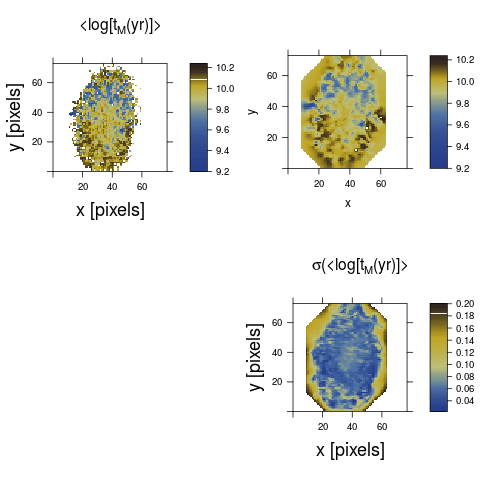 <log[t_M(yr)]>
y [pixels]
60
40
20
20 40 60
x [pixels]
10.2
10.0
9.8
9.6
9.4
9.2
y
60
40
20
20 40 60
x
10.2
10.0
9.8
9.6
9.4
9.2
σ(<log[t_M(yr)]>
y [pixels]
60
40
20
20 40 60
x [pixels]
0.20
0.18
0.16
0.14
0.12
0.10
0.08
0.06
0.04